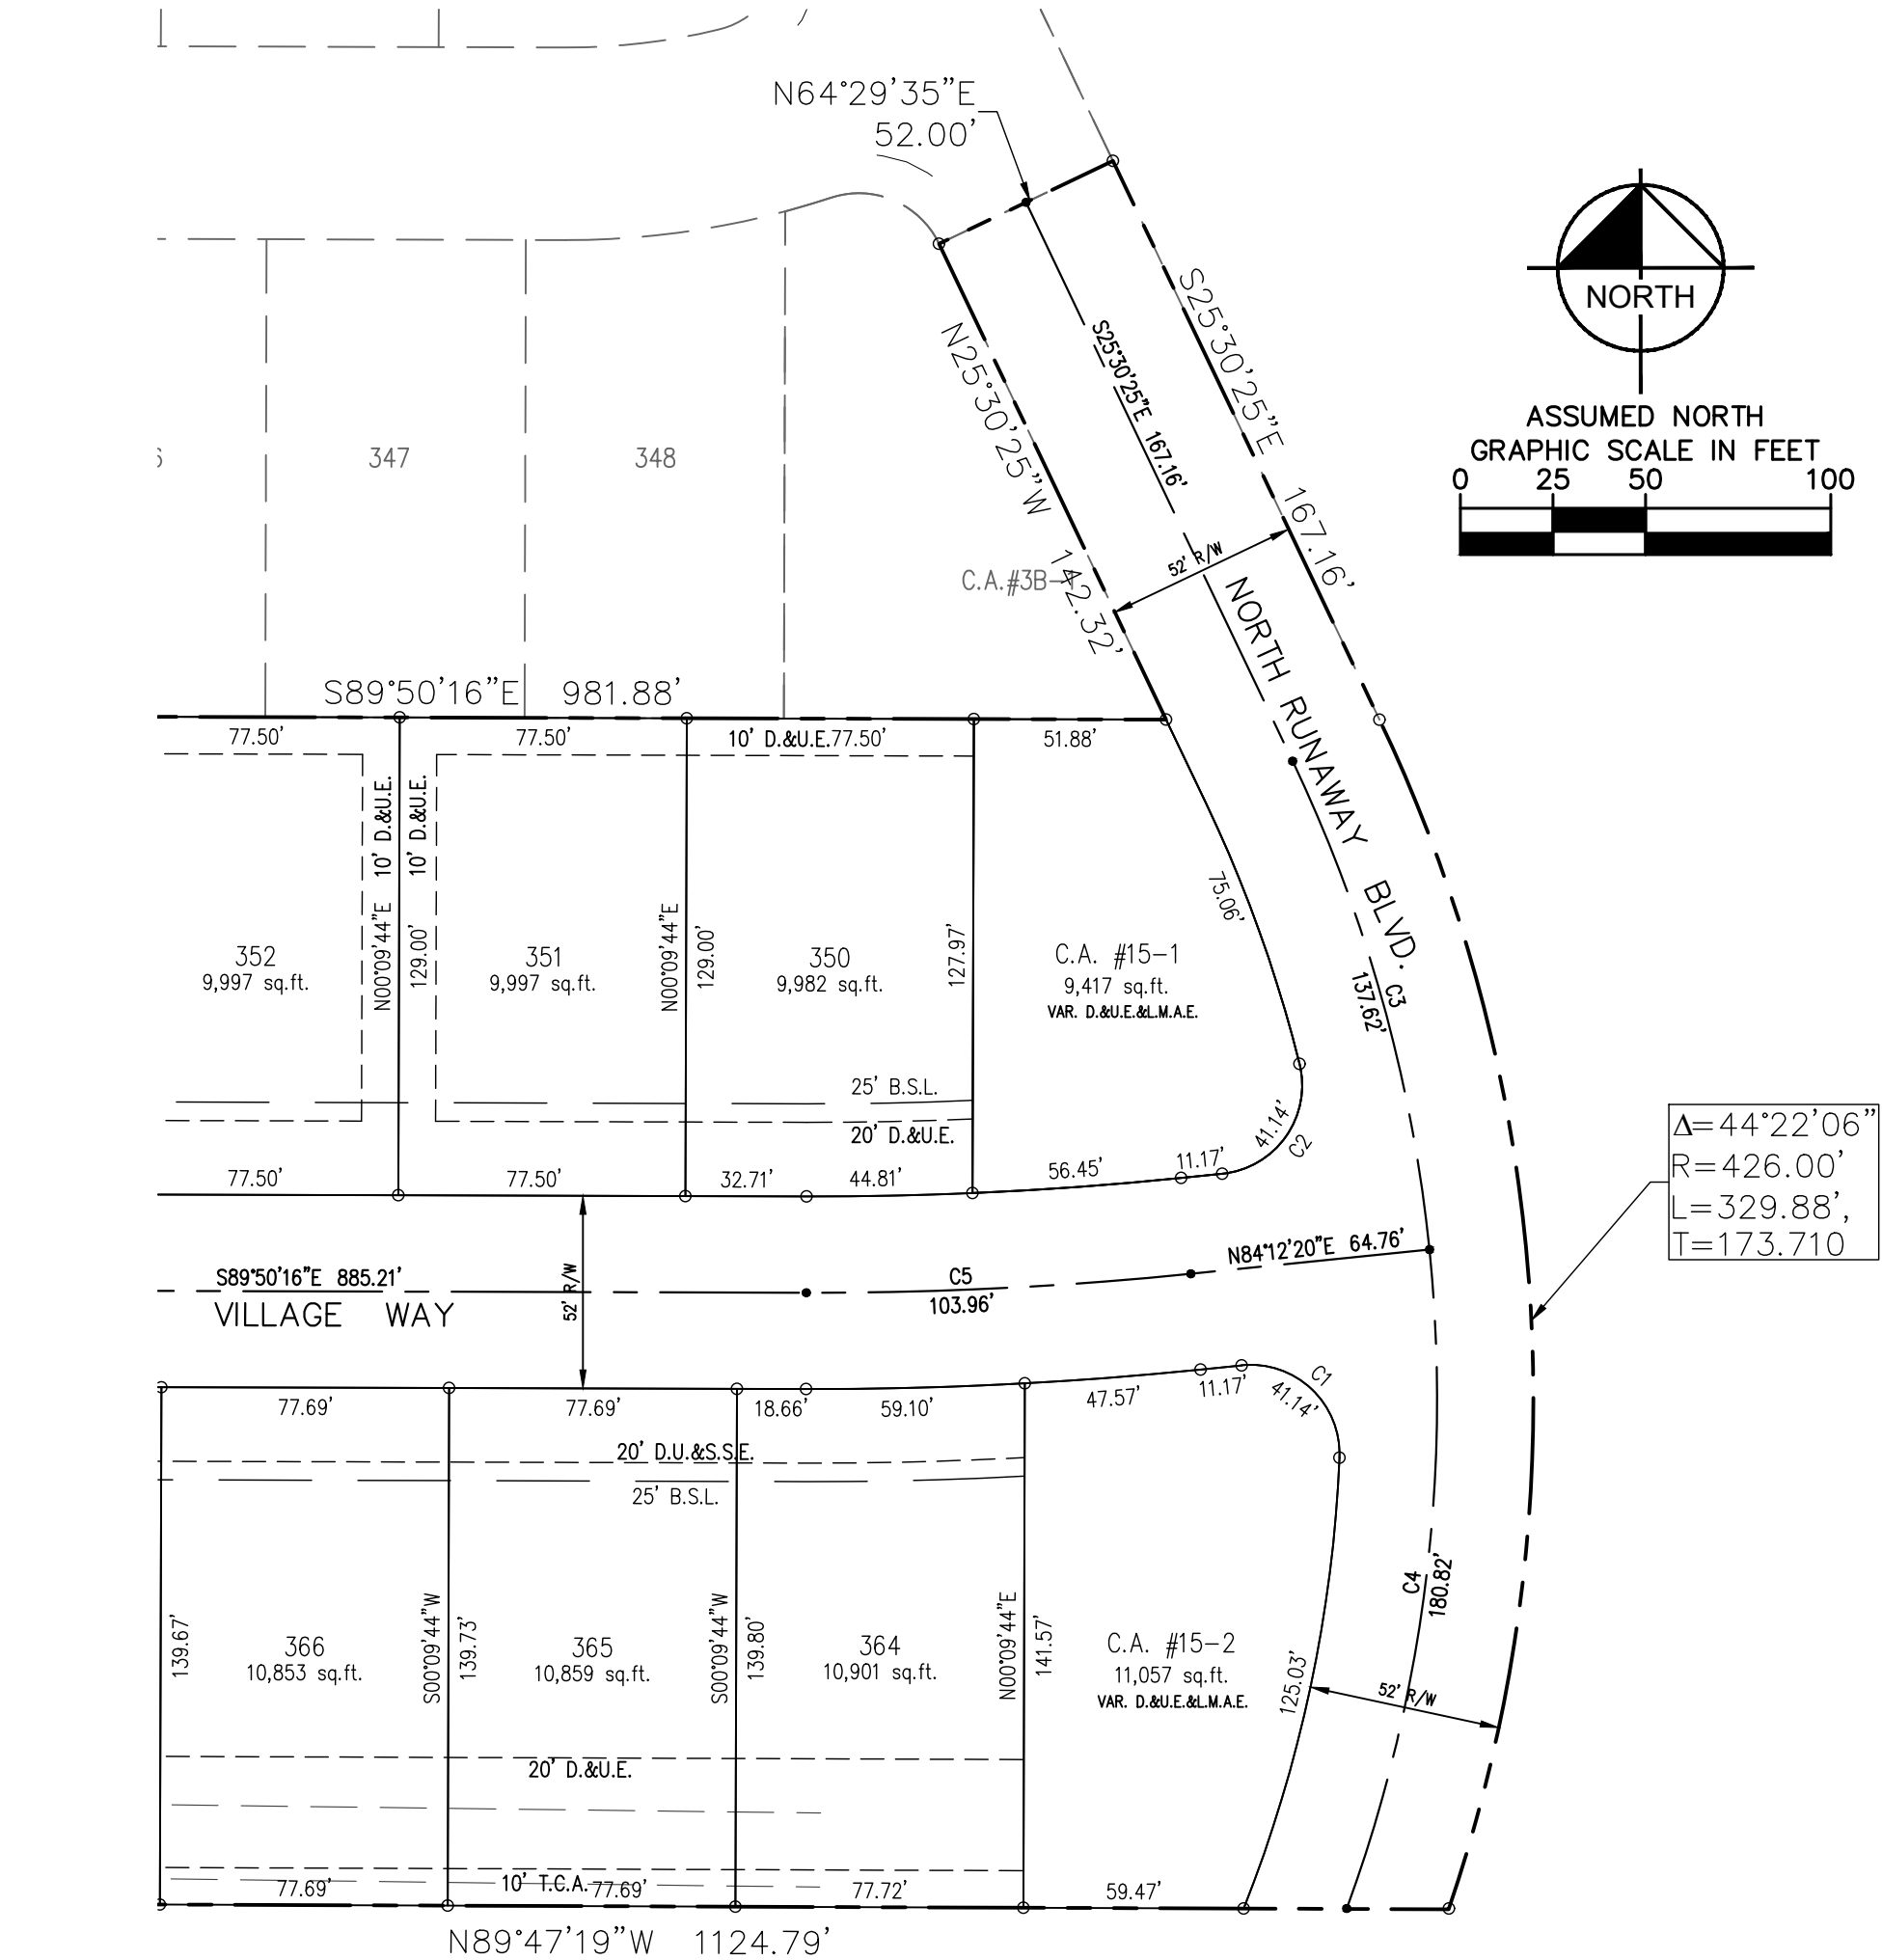 N64°29'35"E
52.00'
S25°30'25"E 167.16'
S25°30'25"E 167.16'
N25°30'25"W 142.32'
NORTH
ASSUMED NORTH
GRAPHIC SCALE IN FEET
0 25 50 100
347
348
C.A.#3B-
52' R/W
NORTH RUNAWAY BLVD.
S89°50'16"E 981.88'
77.50'
77.50'
10' D.&U.E.
77.50'
51.88'
N00°09'44"E 10' D.&U.E.
129.00' 10' D.&U.E.
N00°09'44"E
129.00'
127.97'
75.06'
352
9,997 sq.ft.
351
9,997 sq.ft.
350
9,982 sq.ft.
C.A. #15-1
9,417 sq.ft.
VAR. D.&U.E.&L.M.A.E.
C3
137.62'
25' B.S.L.
20' D.&U.E.
41.14'
C2
77.50'
77.50'
32.71'
44.81'
56.45'
11.17'
Δ=44°22'06"
R=426.00'
L=329.88',
T=173.710
N84°12'20"E 64.76'
S89°50'16"E 885.21'
VILLAGE WAY
52' R/W
C5
103.96'
77.69'
77.69'
18.66'
59.10'
47.57'
11.17'
41.14'
C1
20' D.U.&S.S.E.
25' B.S.L.
139.67'
S00°09'44"W
139.73'
S00°09'44"W
139.80'
N00°09'44"E
141.57'
125.03'
C4
180.82'
366
10,853 sq.ft.
365
10,859 sq.ft.
364
10,901 sq.ft.
C.A. #15-2
11,057 sq.ft.
VAR. D.&U.E.&L.M.A.E.
52' R/W
20' D.&U.E.
77.69'
10' T.C.A.
77.69'
77.72'
59.47'
N89°47'19"W 1124.79'